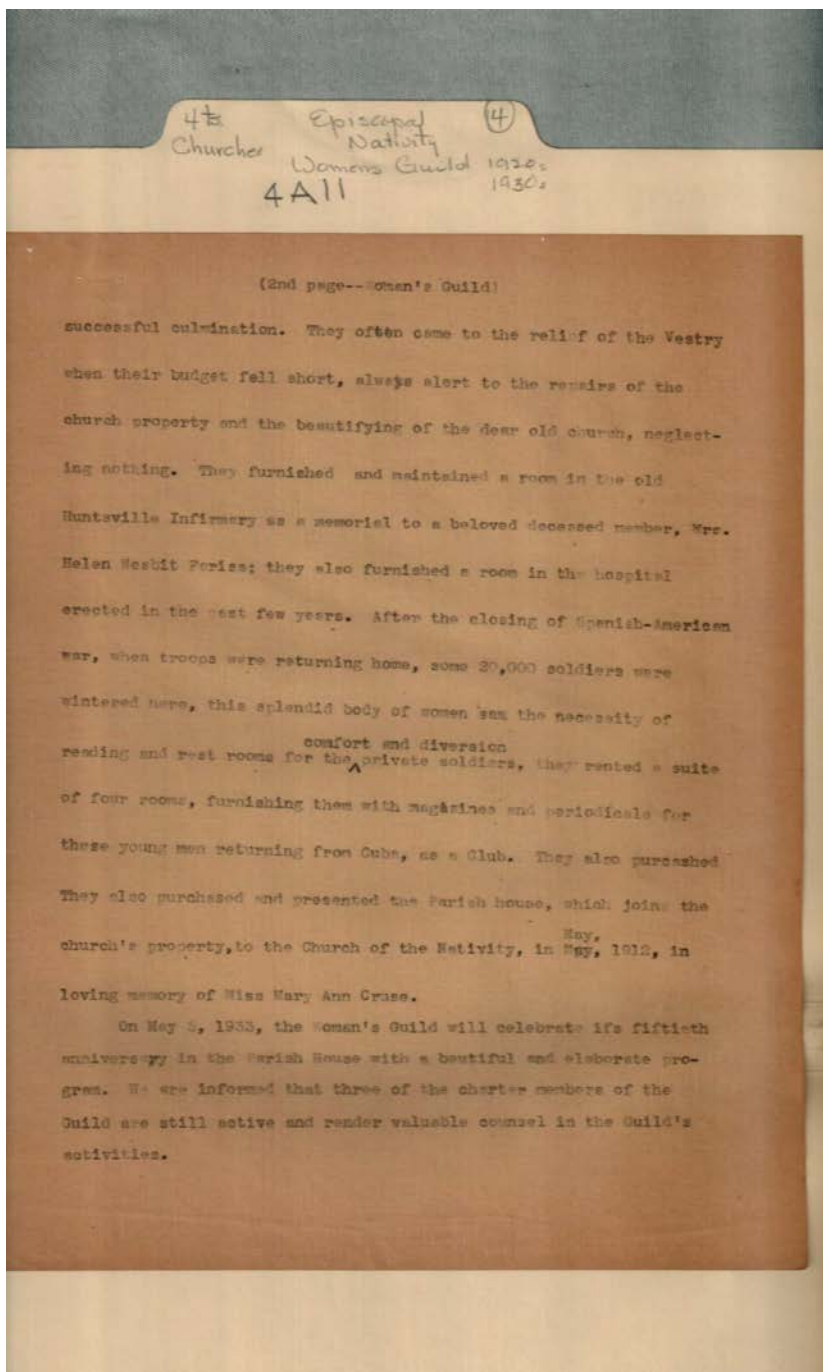 4ts Episcopal ④
Churches Nativity
Womens Guild 1920s
4A11 1930s
(2nd page--Woman's Guild)
successful culmination. They often came to the relief of the Vestry
when their budget fell short, always alert to the repairs of the
church property and the beautifying of the dear old church, neglect-
ing nothing. They furnished and maintained a room in the old
Huntsville Infirmary as a memorial to a beloved deceased member, Mrs.
Helen Nesbit Feriss; they also furnished a room in the hospital
erected in the past few years. After the closing of Spanish-American
war, when troops were returning home, some 20,000 soldiers were
wintered here, this splendid body of women saw the necessity of
comfort and diversion
reading and rest rooms for the private soldiers, they rented a suite
of four rooms, furnishing them with magazines and periodicals for
these young men returning from Cuba, as a Club. They also purcashed
They also purchased and presented the Parish house, which joins the
May,
church's property, to the Church of the Nativity, in May, 1912, in
loving memory of Miss Mary Ann Cruse.
On May 5, 1933, the Woman's Guild will celebrate ifs fiftieth
anniversary in the Parish House with a beutiful and eleborate pro-
gram. We are informed that three of the charter members of the
Guild are still active and render valuable counsel in the Guild's
activities.